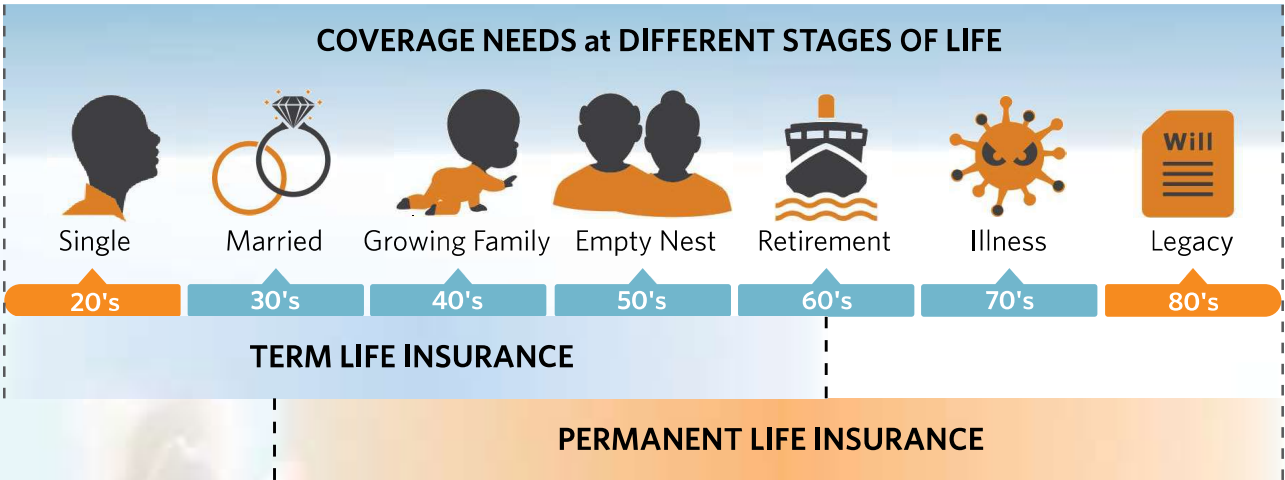 COVERAGE NEEDS at DIFFERENT STAGES OF LIFE
Will
Single Married Growing Family Empty Nest Retirement Illness Legacy
20's 30's 40's 50's 60's 70's 80's
TERM LIFE INSURANCE
PERMANENT LIFE INSURANCE